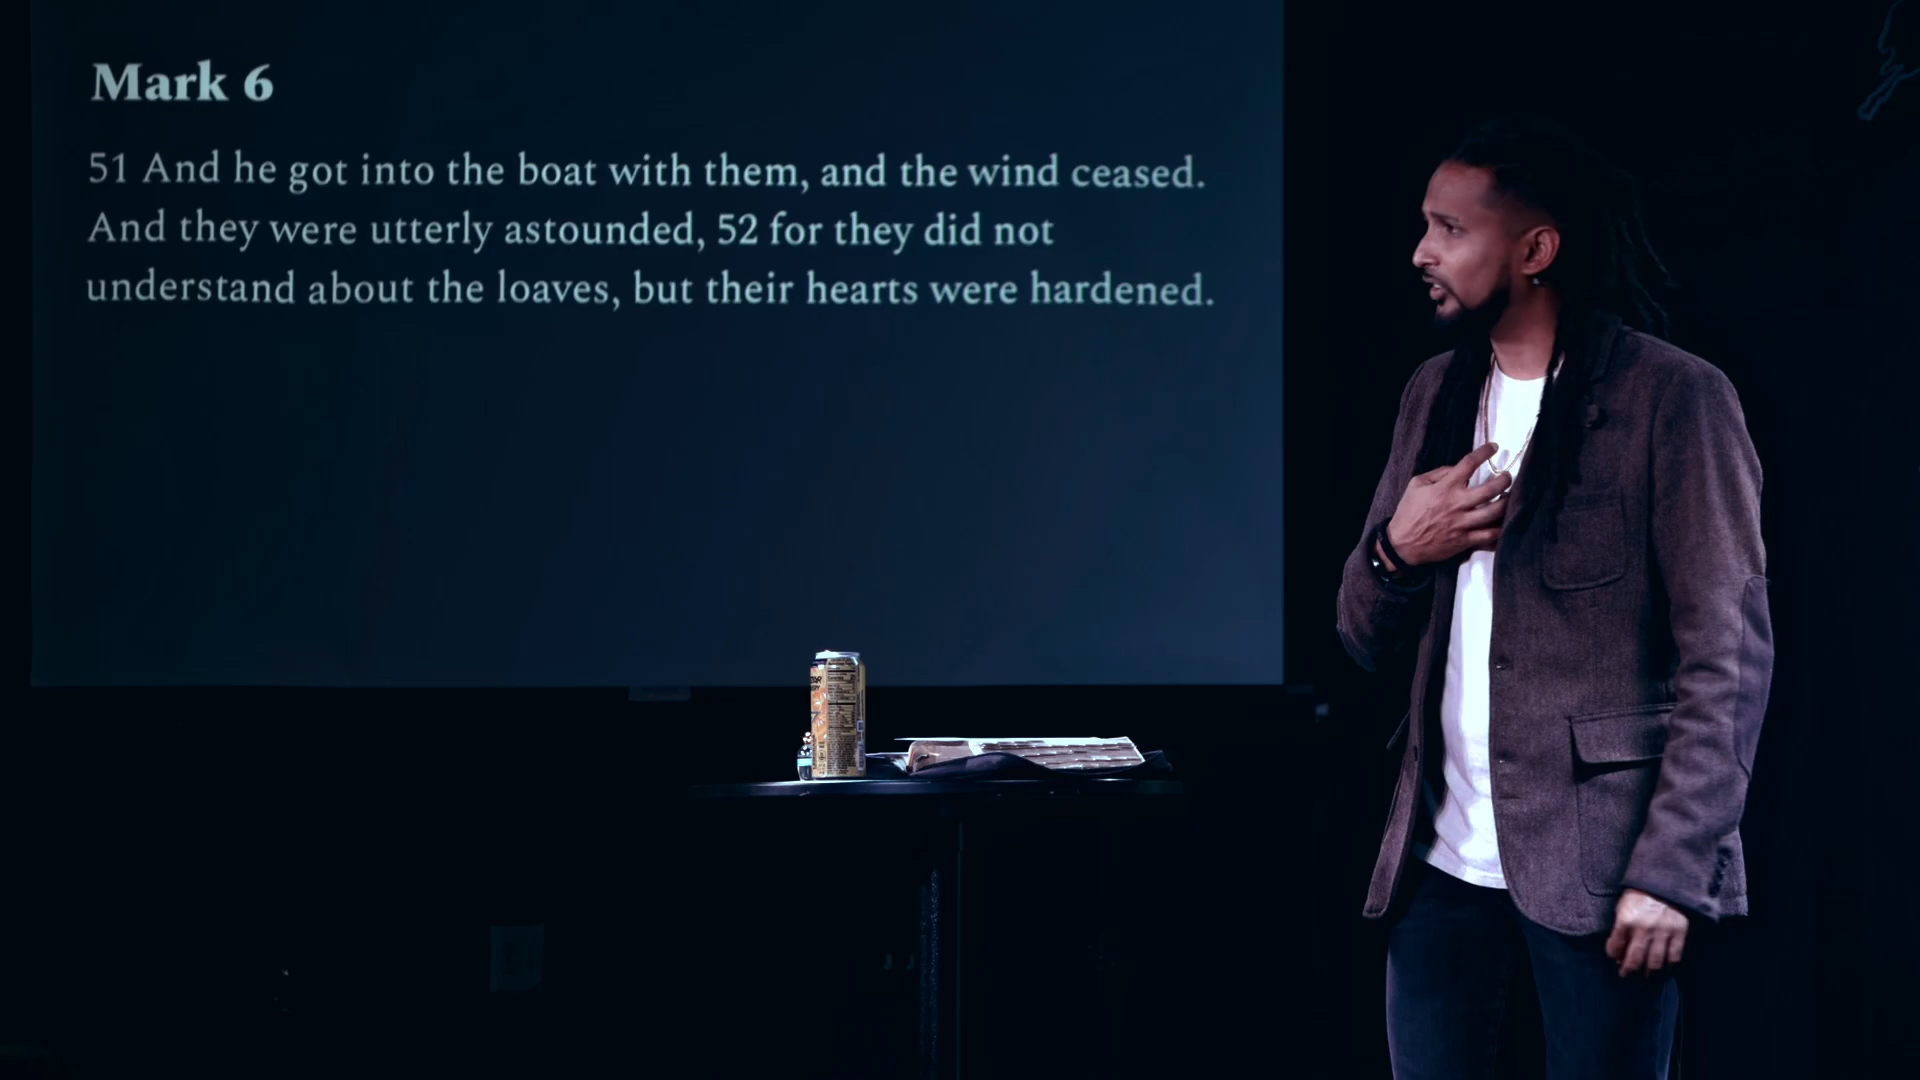 Mark 6
51 And he got into the boat with them, and the wind ceased.
And they were utterly astounded, 52 for they did not
understand about the loaves, but their hearts were hardened.